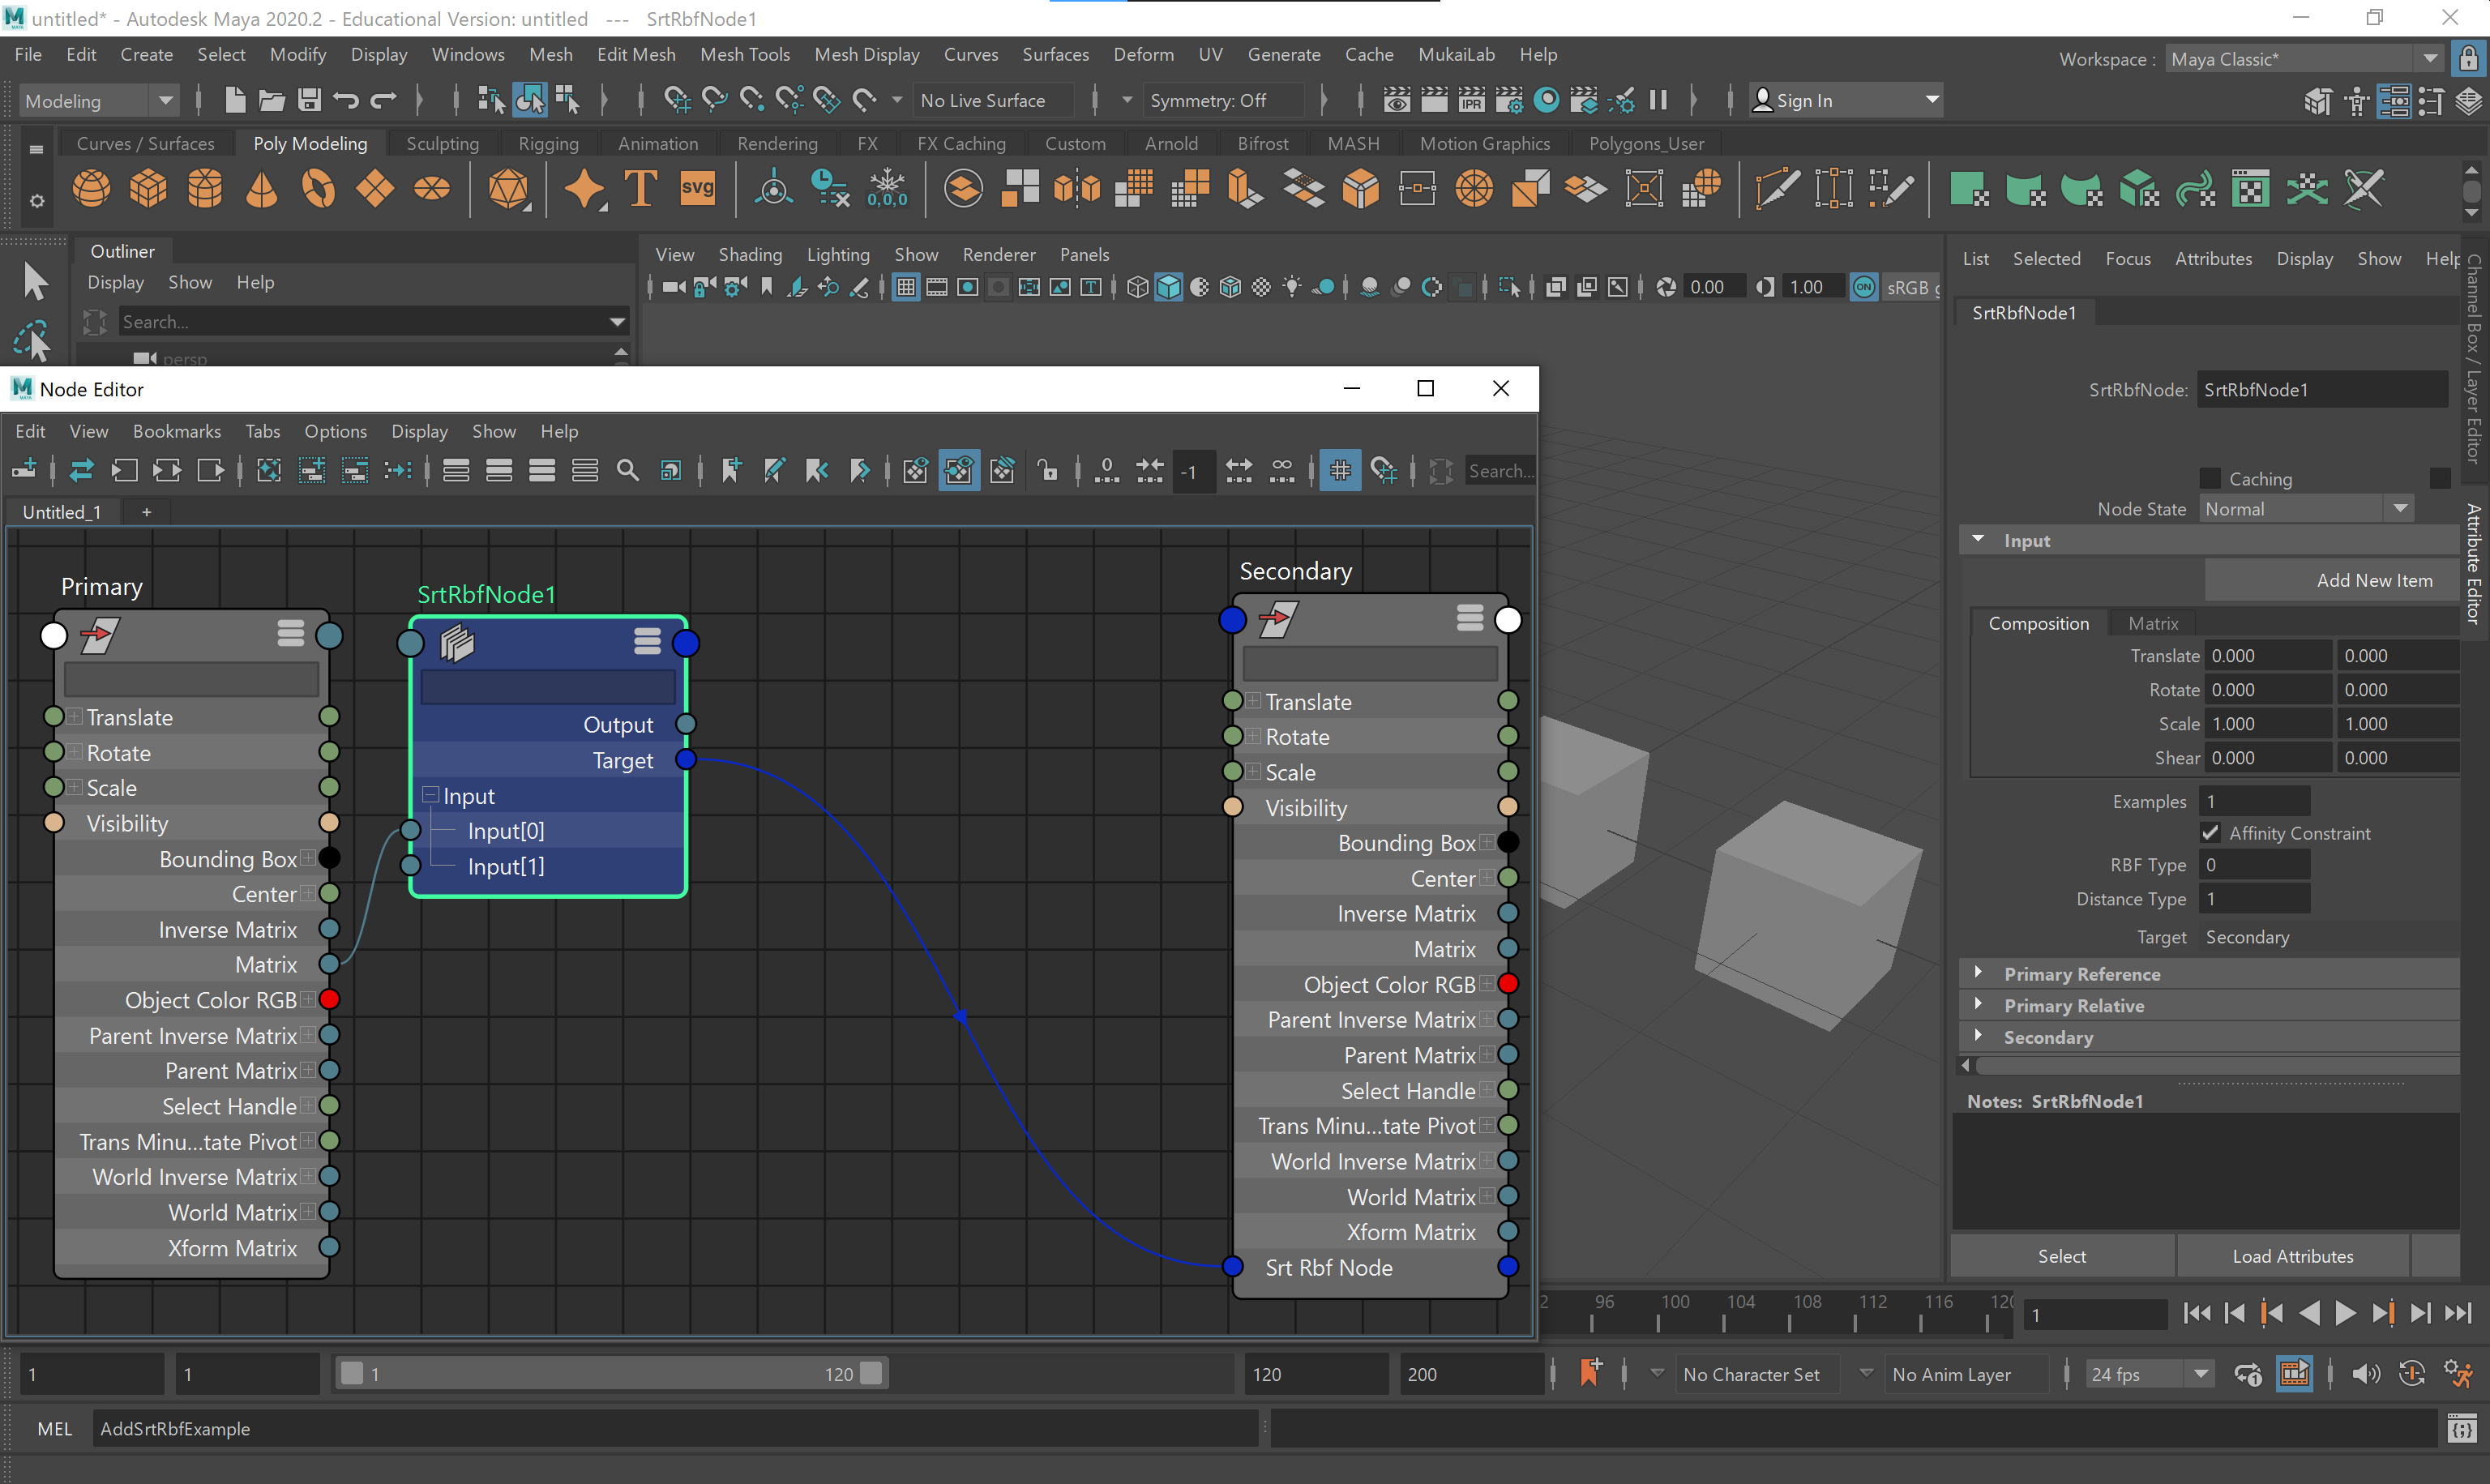 untitled* - Autodesk Maya 2020.2 - Educational Version: untitled --- SrtRbfNode1
File Edit Create Select Modify Display Windows Mesh Edit Mesh Mesh Tools Mesh Display Curves Surfaces Deform UV Generate Cache MukaiLab Help
Workspace : Maya Classic*
Modeling No Live Surface Symmetry: Off IPR Sign In
Curves / Surfaces Poly Modeling Sculpting Rigging Animation Rendering FX FX Caching Custom Arnold Bifrost MASH Motion Graphics Polygons_User
T svg 0,0,0
Outliner
Display Show Help
Search...
persp
View Shading Lighting Show Renderer Panels
0.00 1.00 ON sRGB g
List Selected Focus Attributes Display Show Help
SrtRbfNode1
Channel Box / Layer Editor
Attribute Editor
Node Editor
Edit View Bookmarks Tabs Options Display Show Help
0 -1 ∞ Search...
Untitled_1 +
Primary
Translate
Rotate
Scale
Visibility
Bounding Box
Center
Inverse Matrix
Matrix
Object Color RGB
Parent Inverse Matrix
Parent Matrix
Select Handle
Trans Minu...tate Pivot
World Inverse Matrix
World Matrix
Xform Matrix
SrtRbfNode1
Output
Target
Input
Input[0]
Input[1]
Secondary
Translate
Rotate
Scale
Visibility
Bounding Box
Center
Inverse Matrix
Matrix
Object Color RGB
Parent Inverse Matrix
Parent Matrix
Select Handle
Trans Minu...tate Pivot
World Inverse Matrix
World Matrix
Xform Matrix
Srt Rbf Node
SrtRbfNode: SrtRbfNode1
Caching
Node State Normal
Input
Add New Item
Composition Matrix
Translate 0.000 0.000
Rotate 0.000 0.000
Scale 1.000 1.000
Shear 0.000 0.000
Examples 1
Affinity Constraint
RBF Type 0
Distance Type 1
Target Secondary
Primary Reference
Primary Relative
Secondary
Notes: SrtRbfNode1
Select Load Attributes
96 100 104 108 112 116 1
1 1 1 120 120 200 No Character Set No Anim Layer 24 fps
MEL AddSrtRbfExample